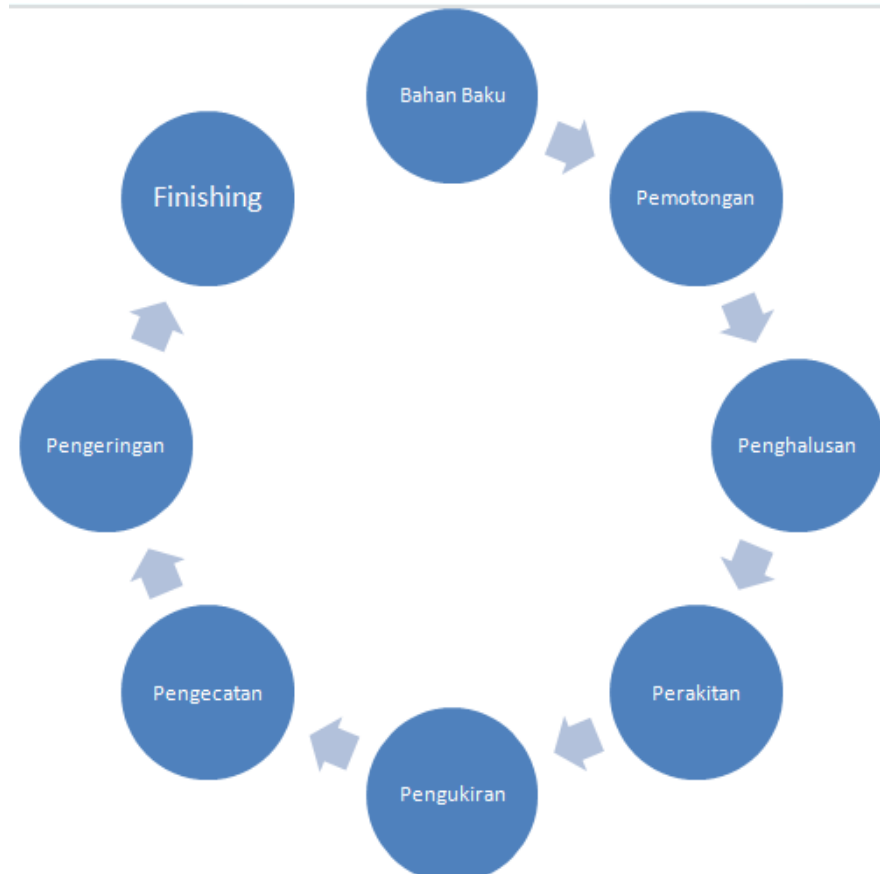 Bahan Baku
Pemotongan
Penghalusan
Perakitan
Pengukiran
Pengecatan
Pengeringan
Finishing